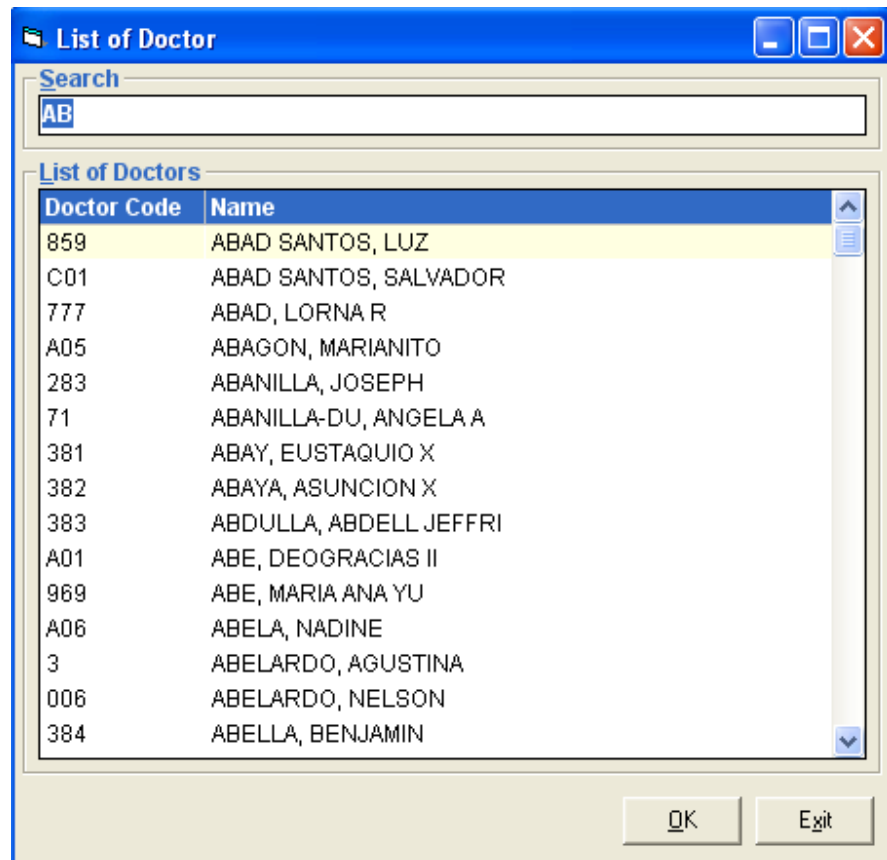 List of Doctor
Search
AB
List of Doctors
Doctor Code Name
859 ABAD SANTOS, LUZ
C01 ABAD SANTOS, SALVADOR
777 ABAD, LORNA R
A05 ABAGON, MARIANITO
283 ABANILLA, JOSEPH
71 ABANILLA-DU, ANGELA A
381 ABAY, EUSTAQUIO X
382 ABAYA, ASUNCION X
383 ABDULLA, ABDELL JEFFRI
A01 ABE, DEOGRACIAS II
969 ABE, MARIA ANA YU
A06 ABELA, NADINE
3 ABELARDO, AGUSTINA
006 ABELARDO, NELSON
384 ABELLA, BENJAMIN
OK Exit